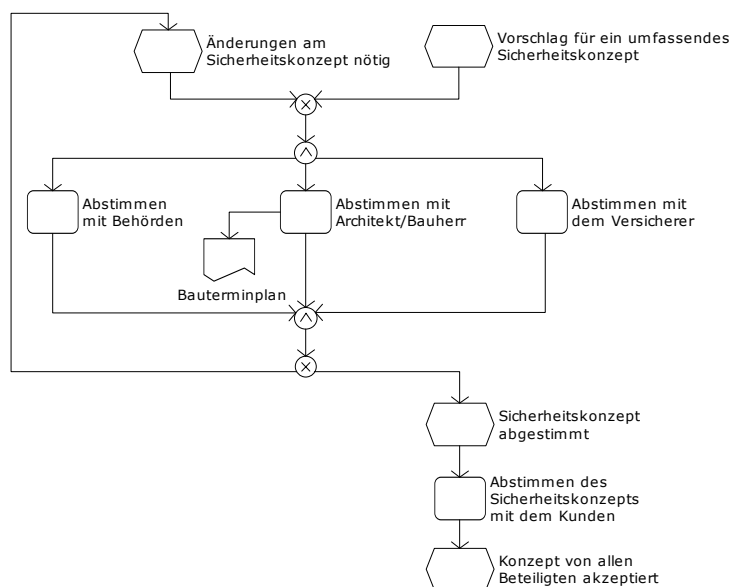 Änderungen am
Sicherheitskonzept nötig
Vorschlag für ein umfassendes
Sicherheitskonzept
Abstimmen
mit Behörden
Abstimmen mit
Architekt/Bauherr
Abstimmen mit
dem Versicherer
Bauterminplan
Sicherheitskonzept
abgestimmt
Abstimmen des
Sicherheitskonzepts
mit dem Kunden
Konzept von allen
Beteiligten akzeptiert